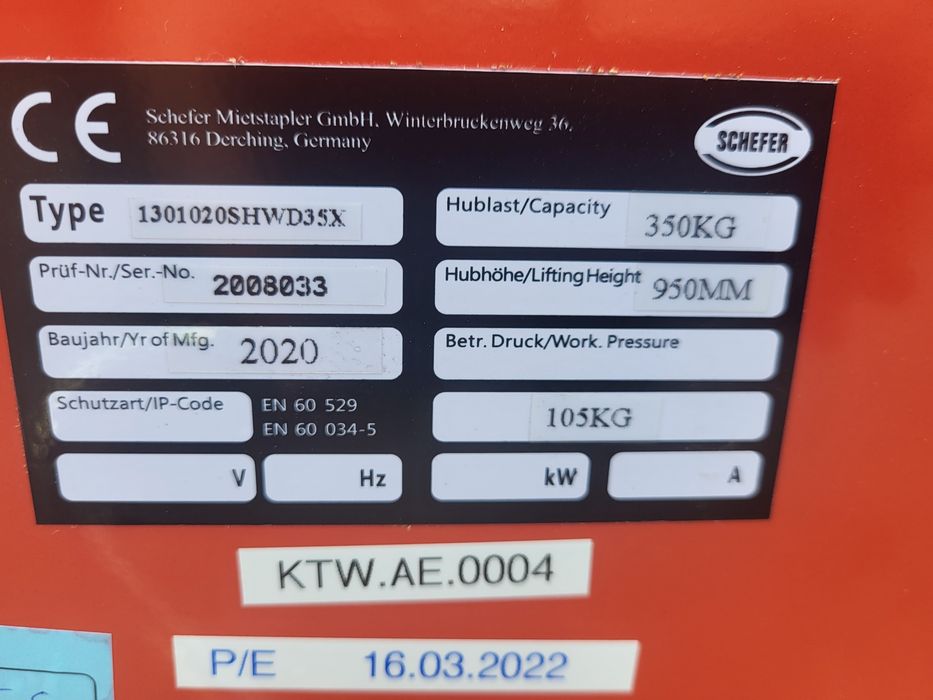 CE
Schefer Mietstapler GmbH, Winterbruckenweg 36,
86316 Derching, Germany
SCHEFER
Type 1301020SHWD35X
Hublast/Capacity 350KG
Prüf-Nr./Ser.-No. 2008033
Hubhöhe/Lifting Height 950MM
Baujahr/Yr of Mfg. 2020
Betr. Druck/Work. Pressure
Schutzart/IP-Code
EN 60 529
EN 60 034-5
105KG
V
Hz
kW
A
KTW.AE.0004
P/E 16.03.2022